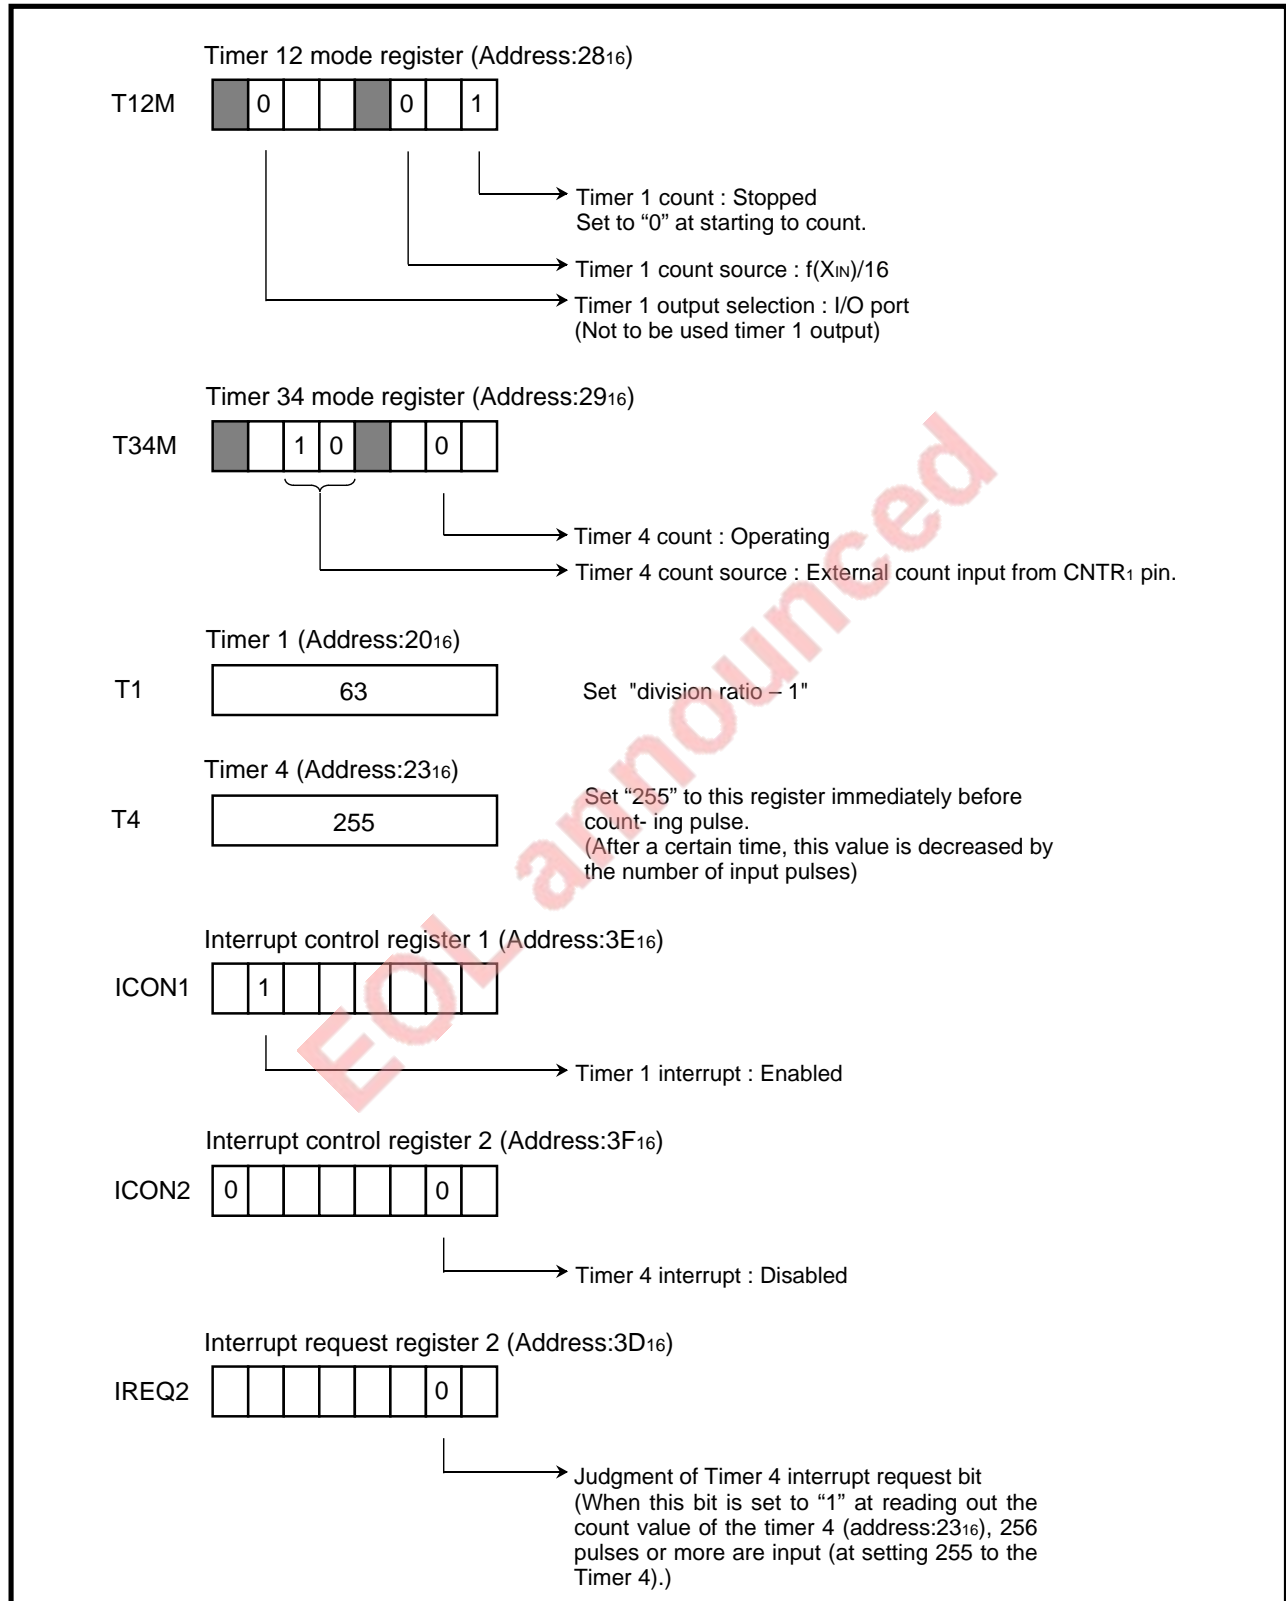 Timer 12 mode register (Address:2816)
T12M 0 0 1
Timer 1 count : Stopped
Set to “0” at starting to count.
Timer 1 count source : f(XIN)/16
Timer 1 output selection : I/O port
(Not to be used timer 1 output)
Timer 34 mode register (Address:2916)
T34M 1 0 0
Timer 4 count : Operating
Timer 4 count source : External count input from CNTR1 pin.
Timer 1 (Address:2016)
T1 63 Set "division ratio – 1"
Timer 4 (Address:2316)
T4 255
Set “255” to this register immediately before
count- ing pulse.
(After a certain time, this value is decreased by
the number of input pulses)
Interrupt control register 1 (Address:3E16)
ICON1 1
Timer 1 interrupt : Enabled
Interrupt control register 2 (Address:3F16)
ICON2 0 0
Timer 4 interrupt : Disabled
Interrupt request register 2 (Address:3D16)
IREQ2 0
Judgment of Timer 4 interrupt request bit
(When this bit is set to “1” at reading out the
count value of the timer 4 (address:2316), 256
pulses or more are input (at setting 255 to the
Timer 4).)
EOL announced